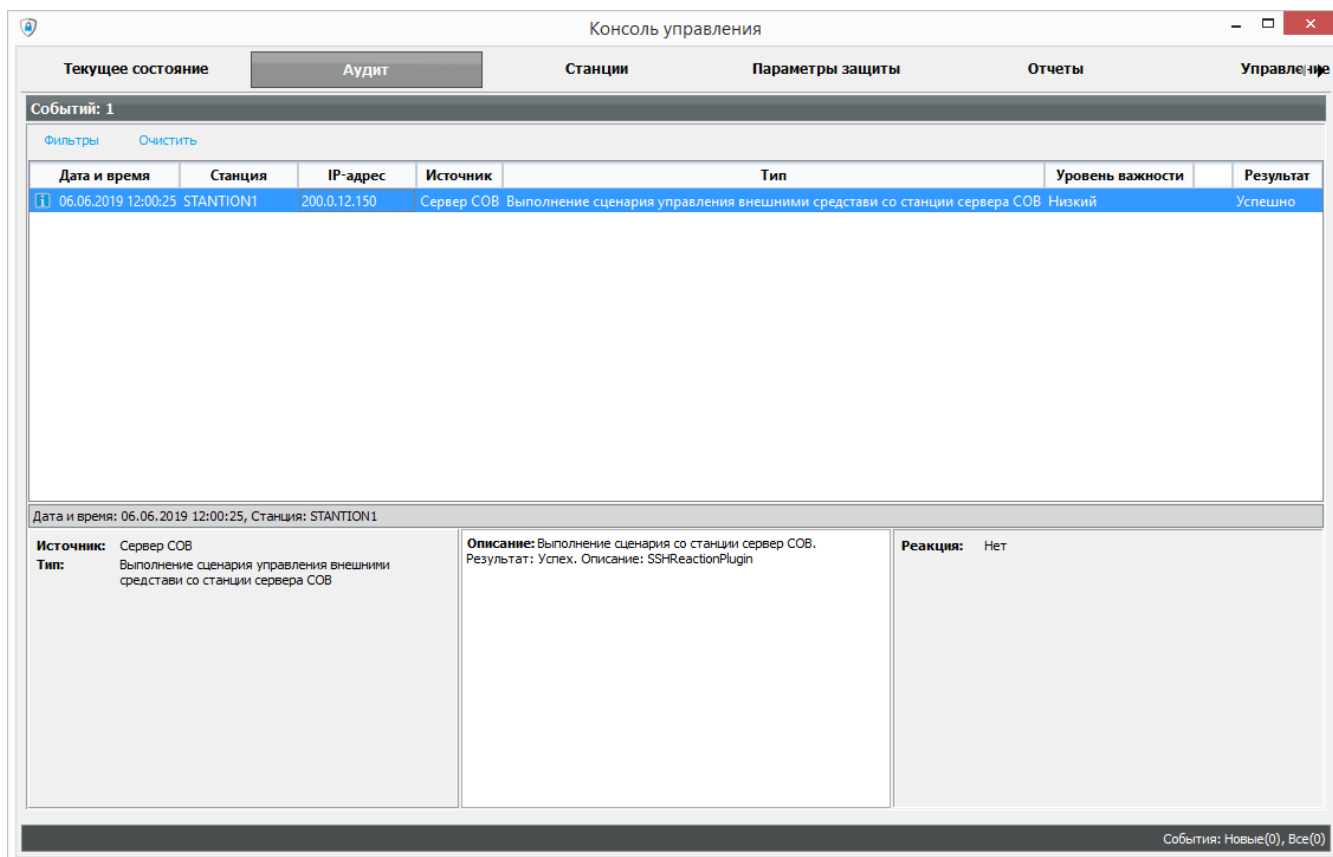 Консоль управления
Текущее состояние Аудит Станции Параметры защиты Отчеты Управление
Событий: 1
Фильтры Очистить
Дата и время Станция IP-адрес Источник Тип Уровень важности Результат
06.06.2019 12:00:25 STANTION1 200.0.12.150 Сервер СОВ Выполнение сценария управления внешними средстави со станции сервера СОВ Низкий Успешно
Дата и время: 06.06.2019 12:00:25, Станция: STANTION1
Источник: Сервер СОВ
Тип: Выполнение сценария управления внешними
средстави со станции сервера СОВ
Описание: Выполнение сценария со станции сервер СОВ.
Результат: Успех. Описание: SSHReactionPlugin
Реакция: Нет
События: Новые(0), Все(0)